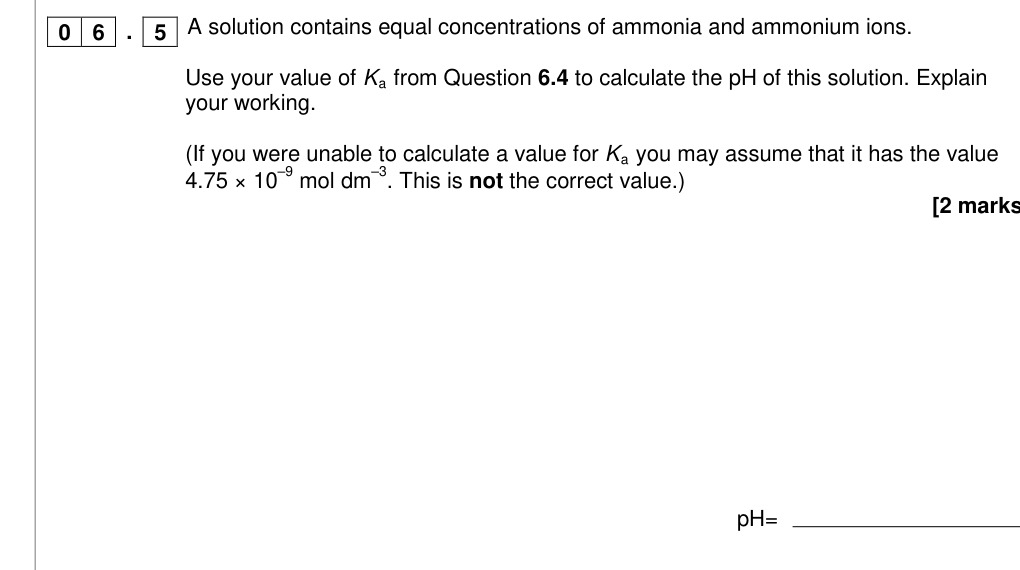 0 6 . 5 A solution contains equal concentrations of ammonia and ammonium ions.
Use your value of Kₐ from Question 6.4 to calculate the pH of this solution. Explain
your working.
(If you were unable to calculate a value for Kₐ you may assume that it has the value
4.75 × 10⁻⁹ mol dm⁻³. This is not the correct value.)
[2 marks
pH=